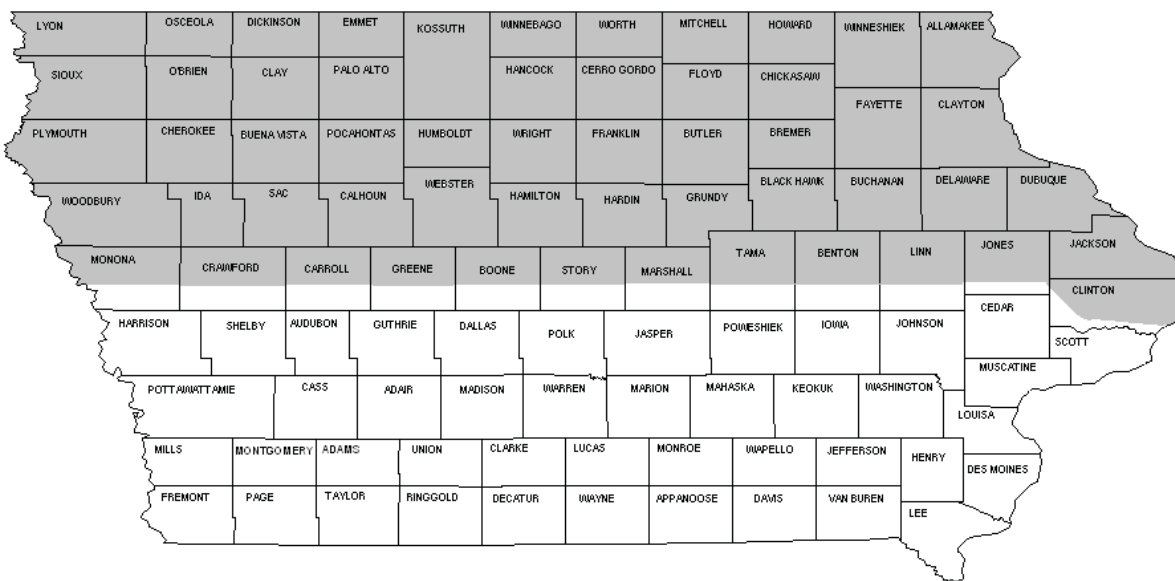 LYON
OSCEOLA
DICKINSON
EMMET
KOSSUTH
WINNEBAGO
WORTH
MITCHELL
HOWARD
WINNESHIEK
ALLAMAKEE
SIOUX
O'BRIEN
CLAY
PALO ALTO
HANCOCK
CERRO GORDO
FLOYD
CHICKASAW
FAYETTE
CLAYTON
PLYMOUTH
CHEROKEE
BUENA VISTA
POCAHONTAS
HUMBOLDT
WRIGHT
FRANKLIN
BUTLER
BREMER
WOODBURY
IDA
SAC
CALHOUN
WEBSTER
HAMILTON
HARDIN
GRUNDY
BLACK HAWK
BUCHANAN
DELAWARE
DUBUQUE
MONONA
CRAWFORD
CARROLL
GREENE
BOONE
STORY
MARSHALL
TAMA
BENTON
LINN
JONES
JACKSON
CLINTON
HARRISON
SHELBY
AUDUBON
GUTHRIE
DALLAS
POLK
JASPER
POWESHIEK
IOWA
JOHNSON
CEDAR
SCOTT
MUSCATINE
POTTAWATTAMIE
CASS
ADAIR
MADISON
WARREN
MARION
MAHASKA
KEOKUK
WASHINGTON
LOUISA
MILLS
MONTGOMERY
ADAMS
UNION
CLARKE
LUCAS
MONROE
WAPELLO
JEFFERSON
HENRY
DES MOINES
FREMONT
PAGE
TAYLOR
RINGGOLD
DECATUR
WAYNE
APPANOOSE
DAVIS
VAN BUREN
LEE